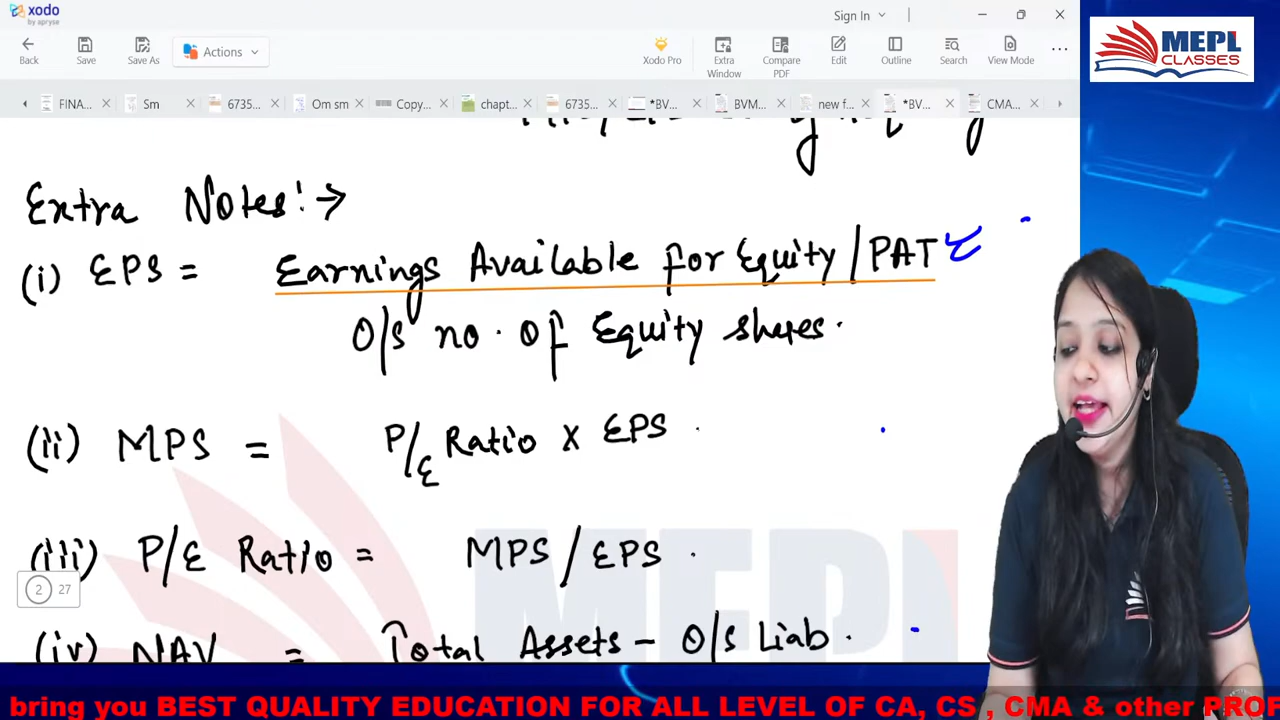 xodo
by apryse
Sign In
Back
Save
Save As
Actions
Xodo Pro
Extra Window
Compare PDF
Edit
Outline
Search
View Mode
MEPL
CLASSES
FINA...
Sm
6735...
Om sm
Copy...
chapt...
6735...
*BV...
BVM...
new f...
*BV...
CMA...
Extra Notes:→
(i) EPS = Earnings Available for Equity / PAT E
O/s no. of Equity shares.
(ii) MPS = P/E Ratio x EPS
(iii) P/E Ratio = MPS / EPS
2 27
(iv) NAV = Total Assets - O/s Liab.
MEPL
bring you BEST QUALITY EDUCATION FOR ALL LEVEL OF CA, CS , CMA & other PROF